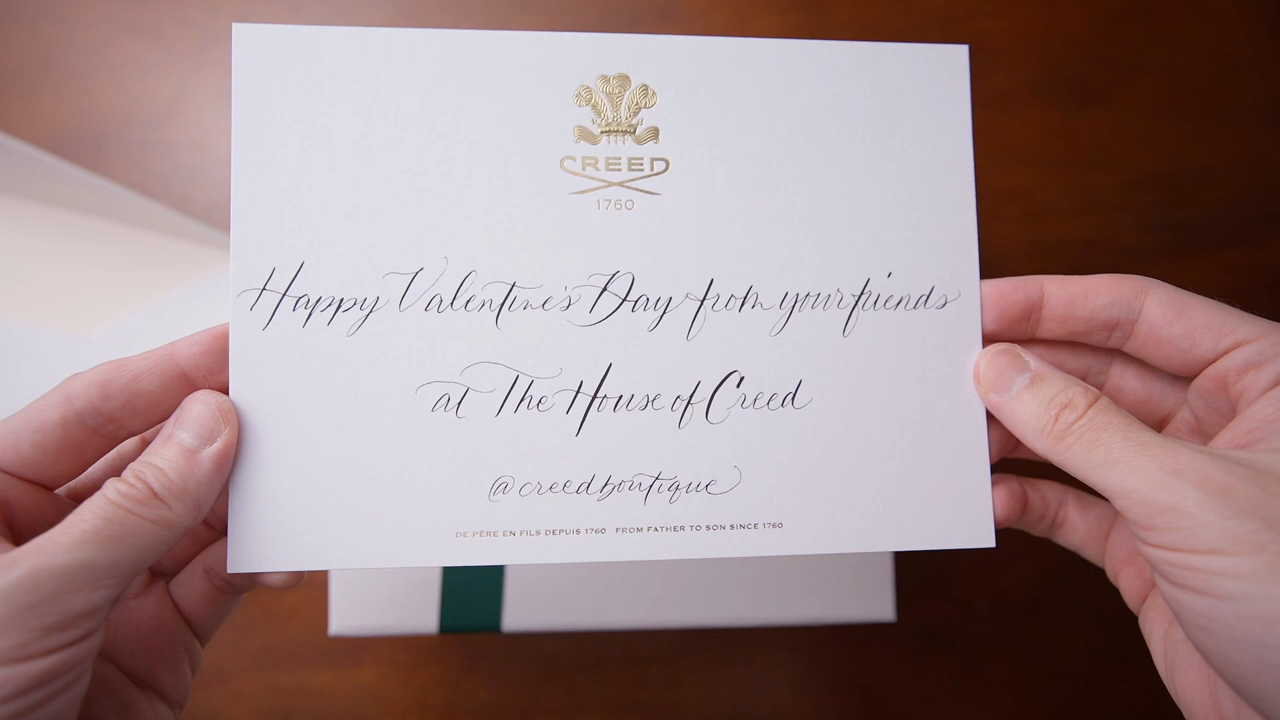 CREED
1760
Happy Valentine's Day from your friends
at The House of Creed
@creedboutique
DE PÈRE EN FILS DEPUIS 1760 FROM FATHER TO SON SINCE 1760